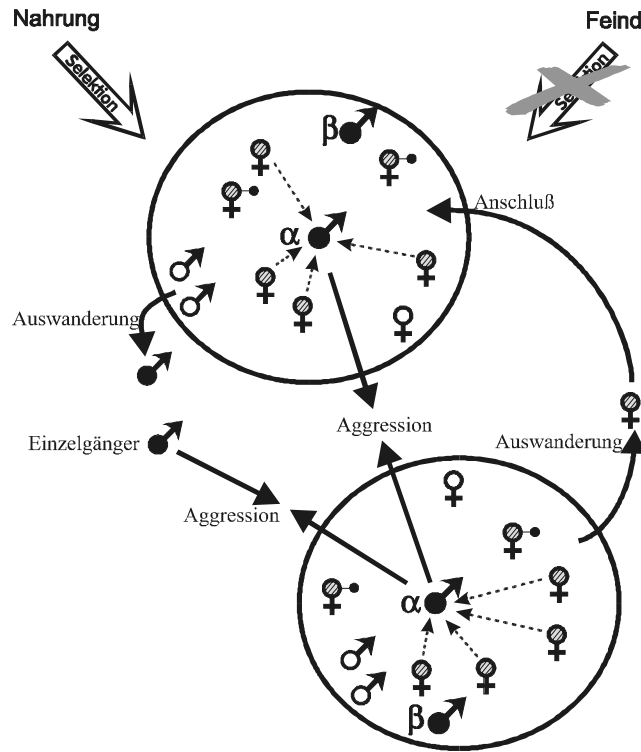 Nahrung
Feind
Selektion
Selektion
β
Anschluß
α
Auswanderung
Aggression
Auswanderung
Einzelgänger
Aggression
α
β